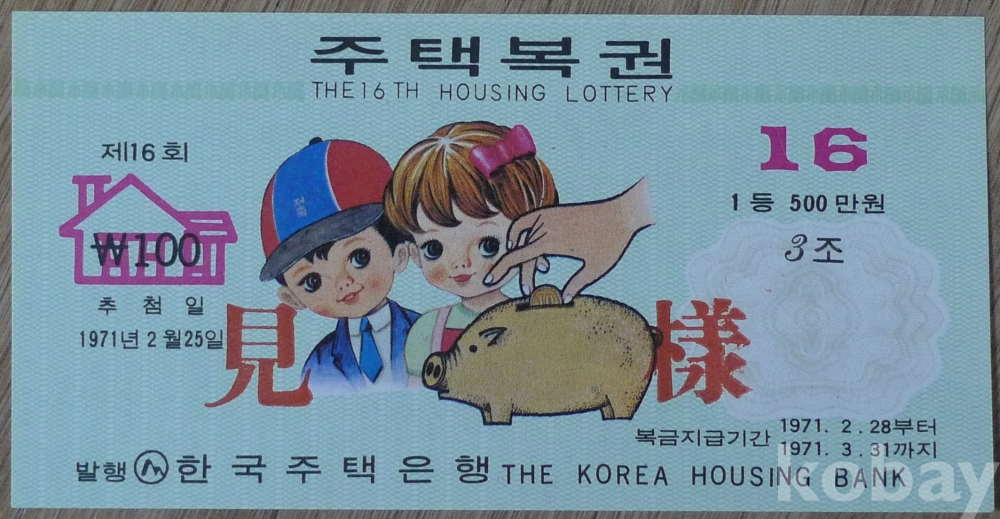 주택복권
THE 16TH HOUSING LOTTERY
제16회
16
1등 500만원
3조
₩100
추첨일
1971년 2월25일
見樣
복금지급기간 1971. 2.28부터
1971. 3.31까지
발행 한국주택은행 THE KOREA HOUSING BANK
kobay